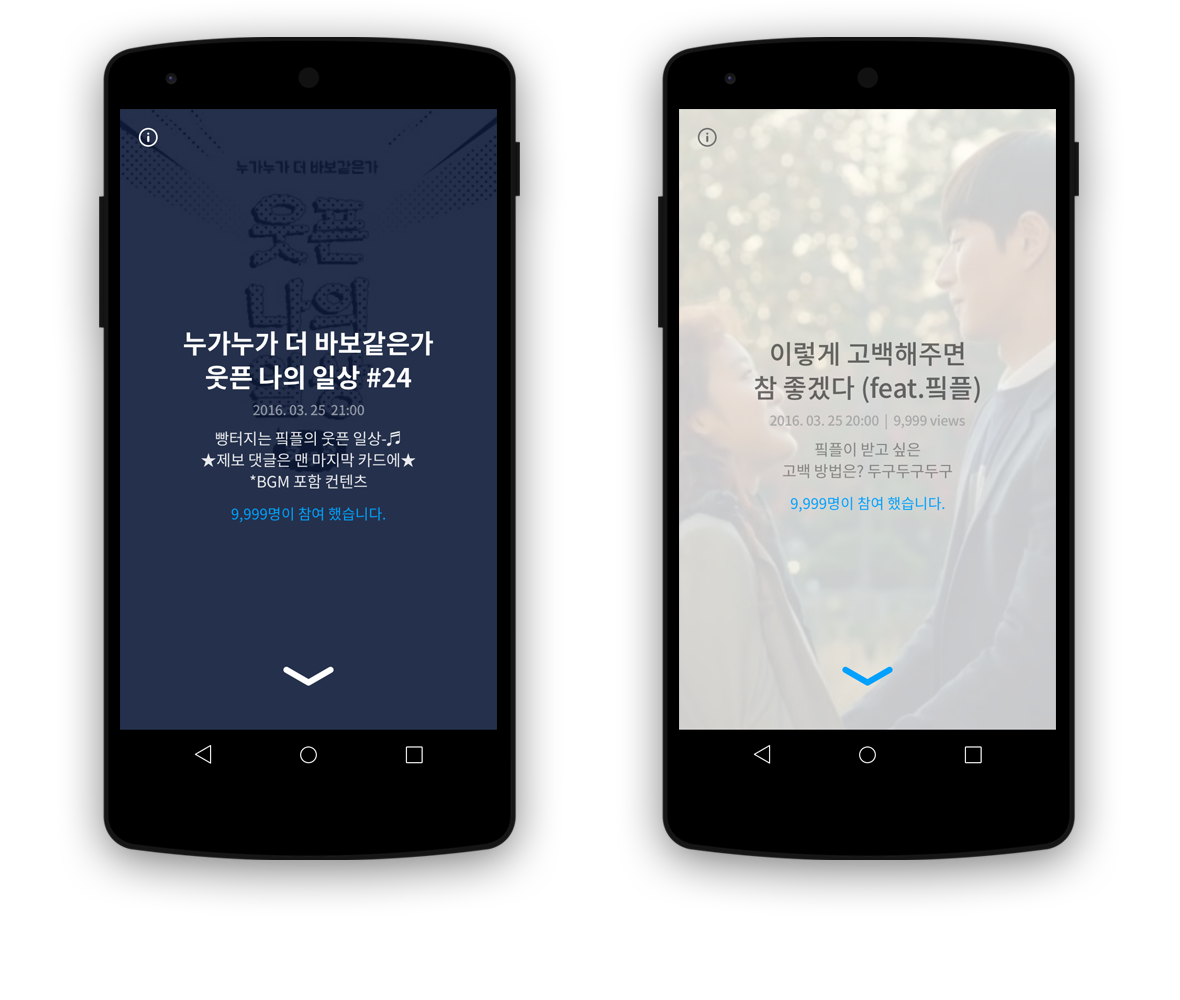 누가누가 더 바보같은가
웃픈
나의
일상
누가누가 더 바보같은가
웃픈 나의 일상 #24
2016. 03. 25 21:00
빵터지는 픽플의 웃픈 일상-♬
★제보 댓글은 맨 마지막 카드에★
*BGM 포함 컨텐츠
9,999명이 참여 했습니다.
이렇게 고백해주면
참 좋겠다 (feat.픸플)
2016. 03. 25 20:00 | 9,999 views
픸플이 받고 싶은
고백 방법은? 두구두구두구
9,999명이 참여 했습니다.